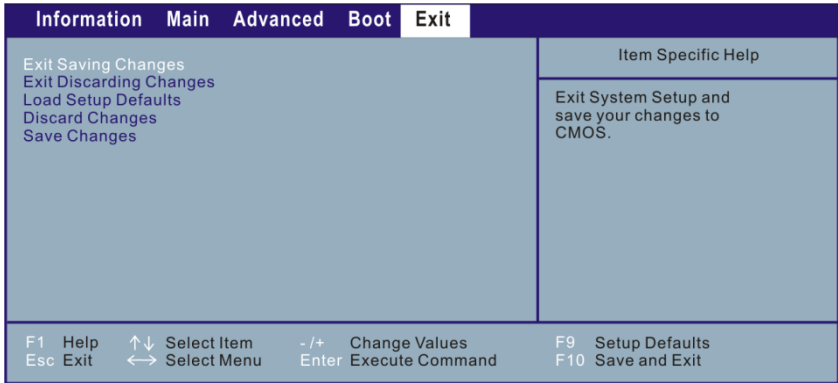 Information Main Advanced Boot Exit
Exit Saving Changes
Exit Discarding Changes
Load Setup Defaults
Discard Changes
Save Changes
Item Specific Help
Exit System Setup and
save your changes to
CMOS.
F1 Help ↑↓ Select Item -/+ Change Values F9 Setup Defaults
Esc Exit ↔ Select Menu Enter Execute Command F10 Save and Exit